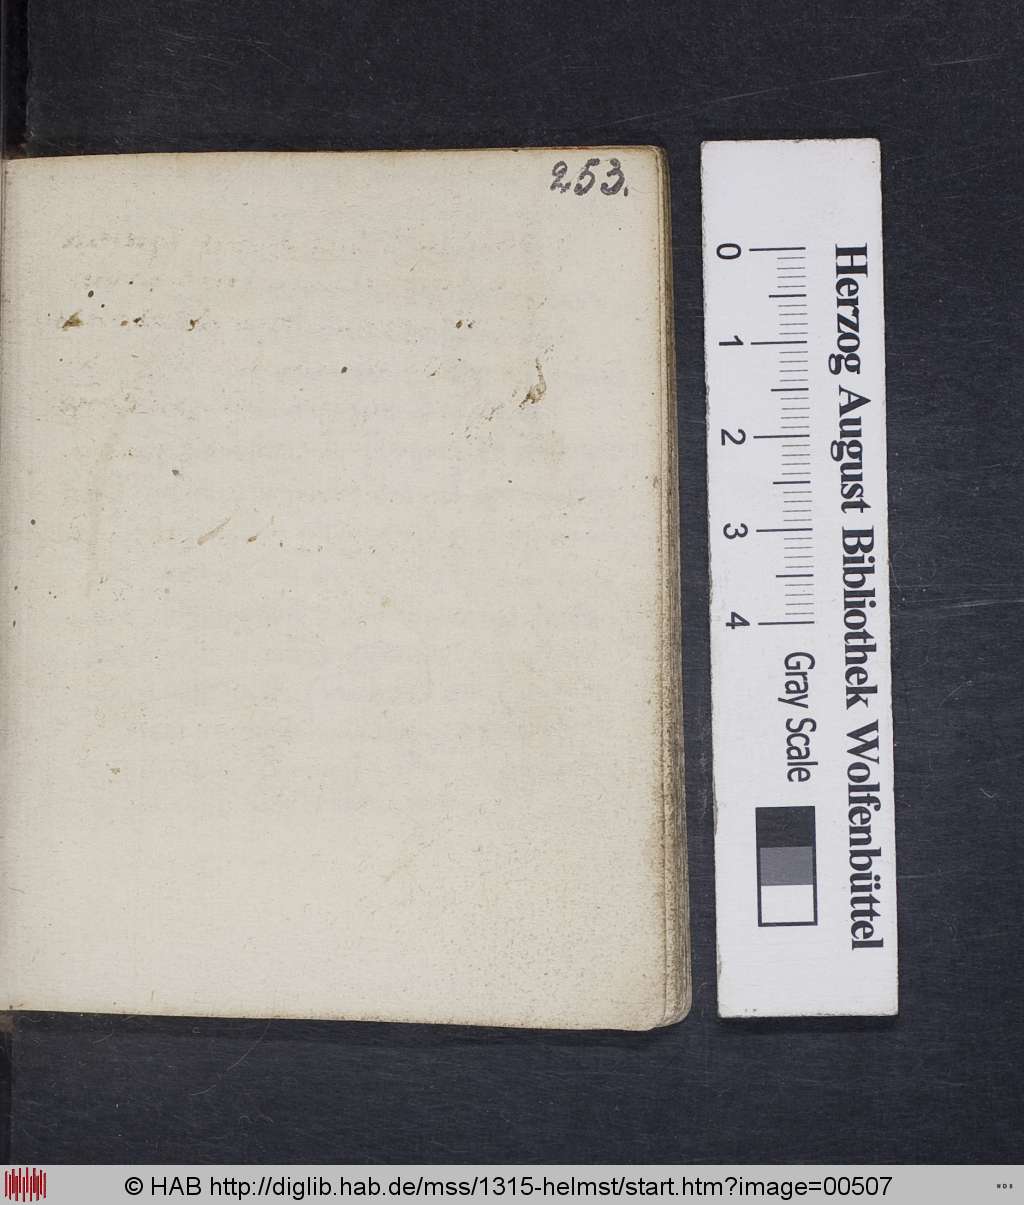 253.
0
1
2
3
4
Gray Scale
Herzog August Bibliothek Wolfenbüttel
© HAB http://diglib.hab.de/mss/1315-helmst/start.htm?image=00507